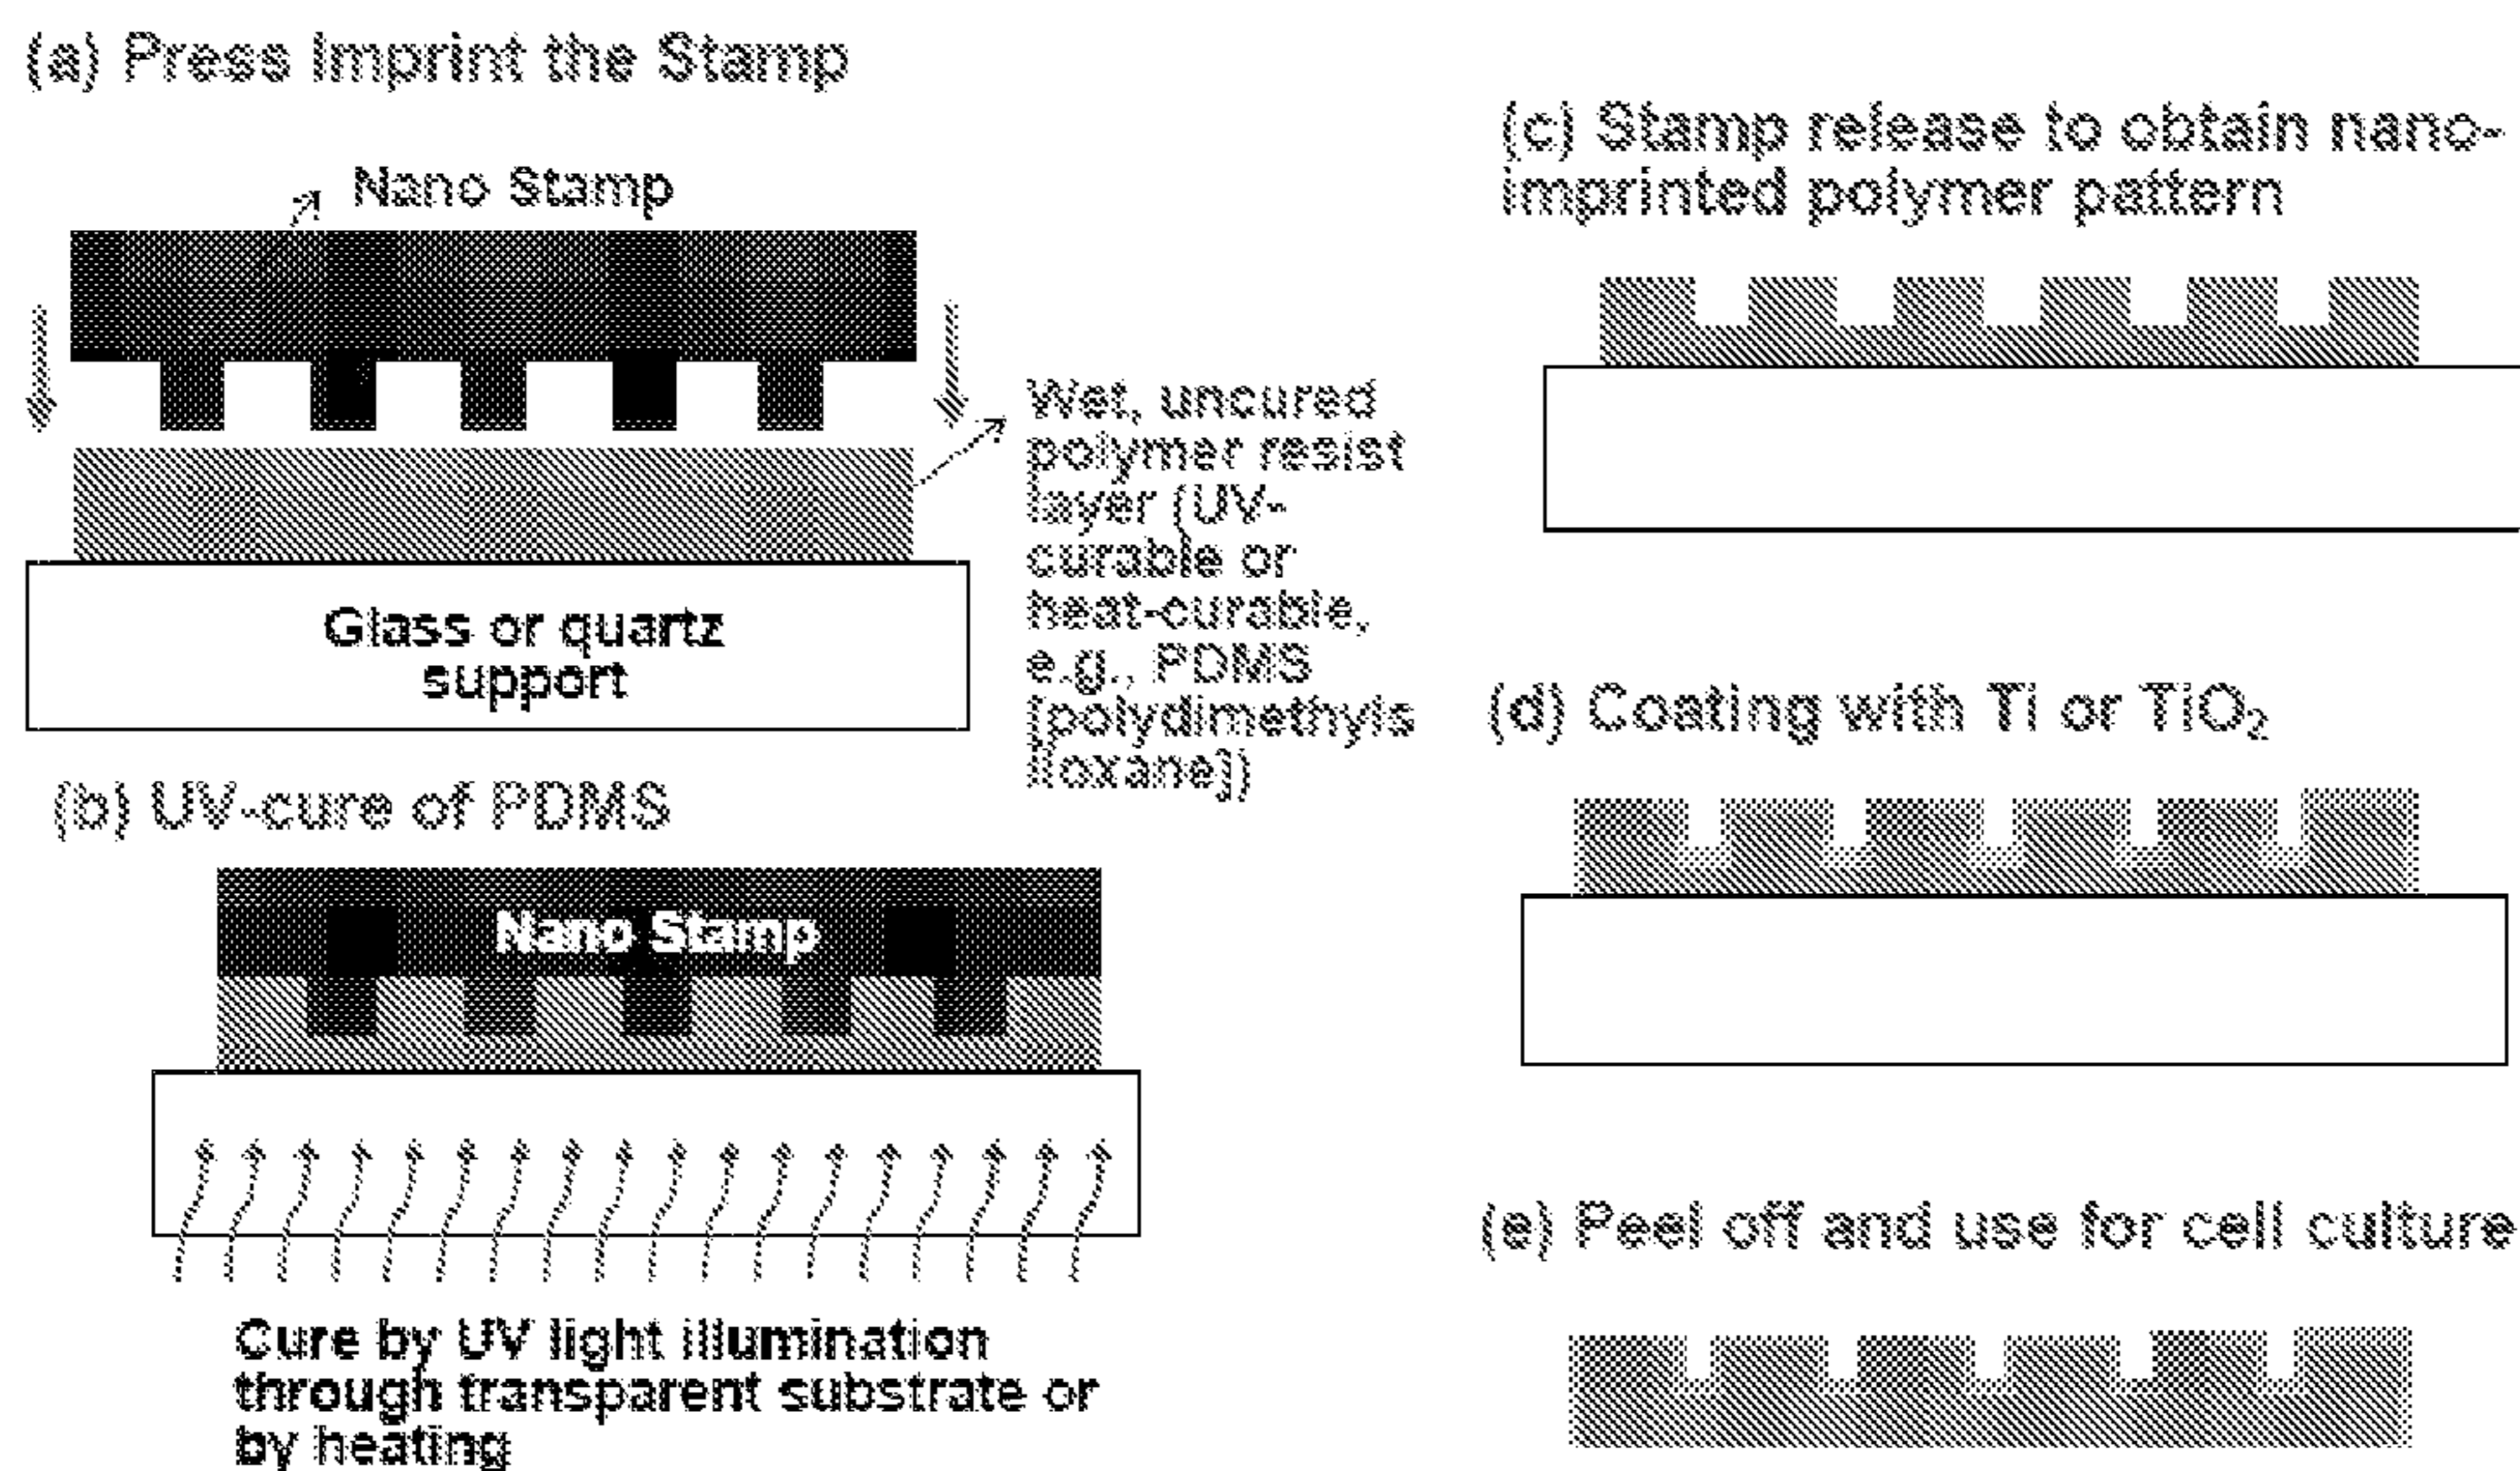 (a) Press Imprint the Stamp
Nano Stamp
Wet, uncured
polymer resist
layer (UV-
curable or
heat-curable,
e.g., PDMS
[polydimethyls
iloxane])
Glass or quartz
support
(b) UV-cure of PDMS
Nano Stamp
Cure by UV light illumination
through transparent substrate or
by heating
(c) Stamp release to obtain nano-
imprinted polymer pattern
(d) Coating with Ti or TiO₂
(e) Peel off and use for cell culture